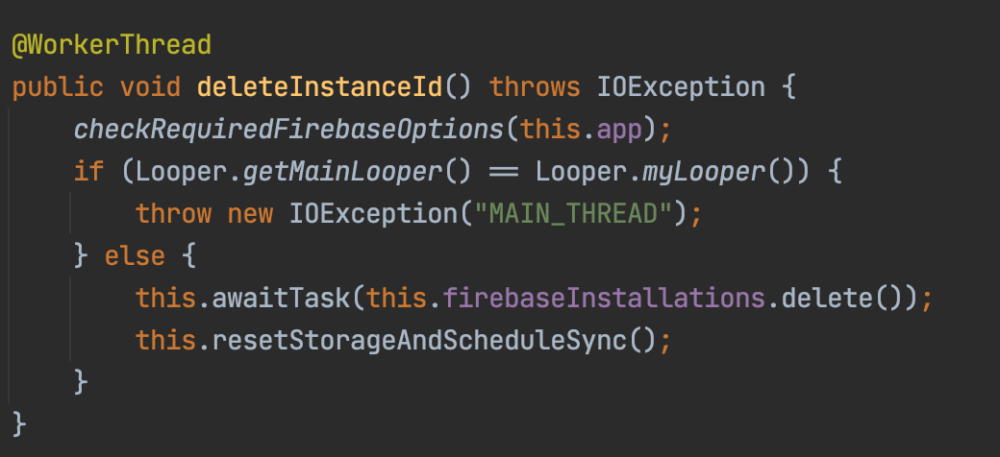 @WorkerThread
public void deleteInstanceId() throws IOException {
    checkRequiredFirebaseOptions(this.app);
    if (Looper.getMainLooper() == Looper.myLooper()) {
        throw new IOException("MAIN_THREAD");
    } else {
        this.awaitTask(this.firebaseInstallations.delete());
        this.resetStorageAndScheduleSync();
    }
}